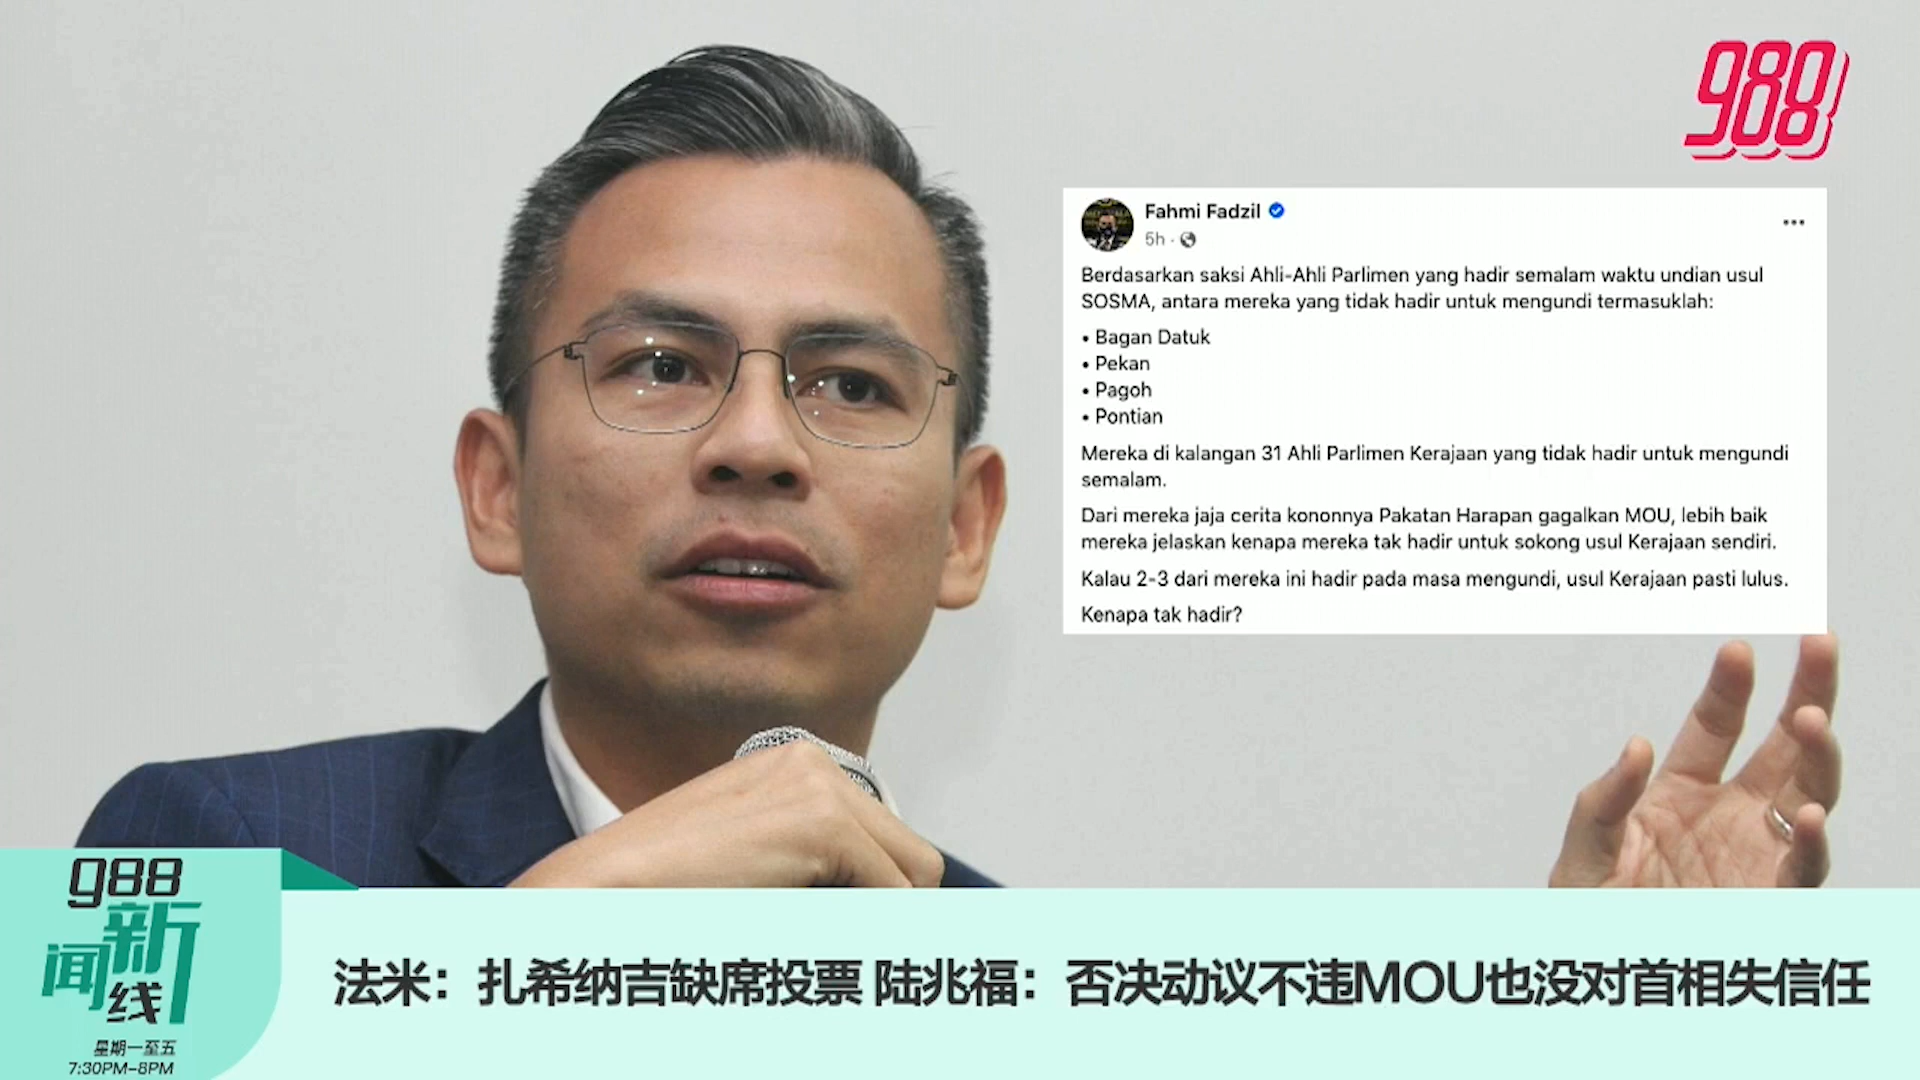 988
Fahmi Fadzil
5h ·
Berdasarkan saksi Ahli-Ahli Parlimen yang hadir semalam waktu undian usul
SOSMA, antara mereka yang tidak hadir untuk mengundi termasuklah:
• Bagan Datuk
• Pekan
• Pagoh
• Pontian
Mereka di kalangan 31 Ahli Parlimen Kerajaan yang tidak hadir untuk mengundi
semalam.
Dari mereka jaja cerita kononnya Pakatan Harapan gagalkan MOU, lebih baik
mereka jelaskan kenapa mereka tak hadir untuk sokong usul Kerajaan sendiri.
Kalau 2-3 dari mereka ini hadir pada masa mengundi, usul Kerajaan pasti lulus.
Kenapa tak hadir?
988
新闻线
星期一至五
7:30PM-8PM
法米：扎希纳吉缺席投票 陆兆福：否决动议不违MOU也没对首相失信任